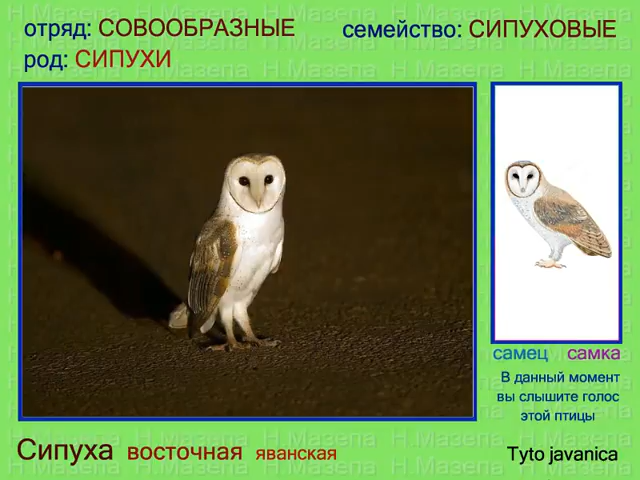 отряд: СОВООБРАЗНЫЕ семейство: СИПУХОВЫЕ
род: СИПУХИ
самец самка
В данный момент
вы слышите голос
этой птицы
Сипуха восточная яванская Tyto javanica
Н.Мазепа